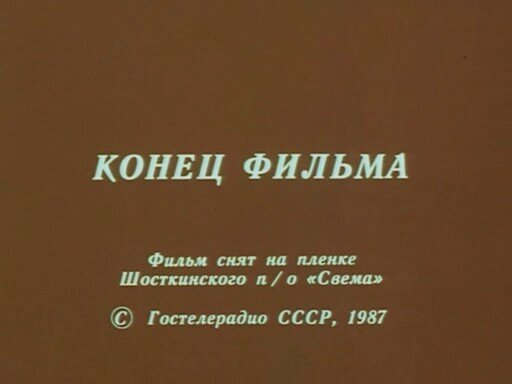 КОНЕЦ ФИЛЬМА
Фильм снят на пленке
Шосткинского п/о «Свема»
© Гостелерадио СССР, 1987